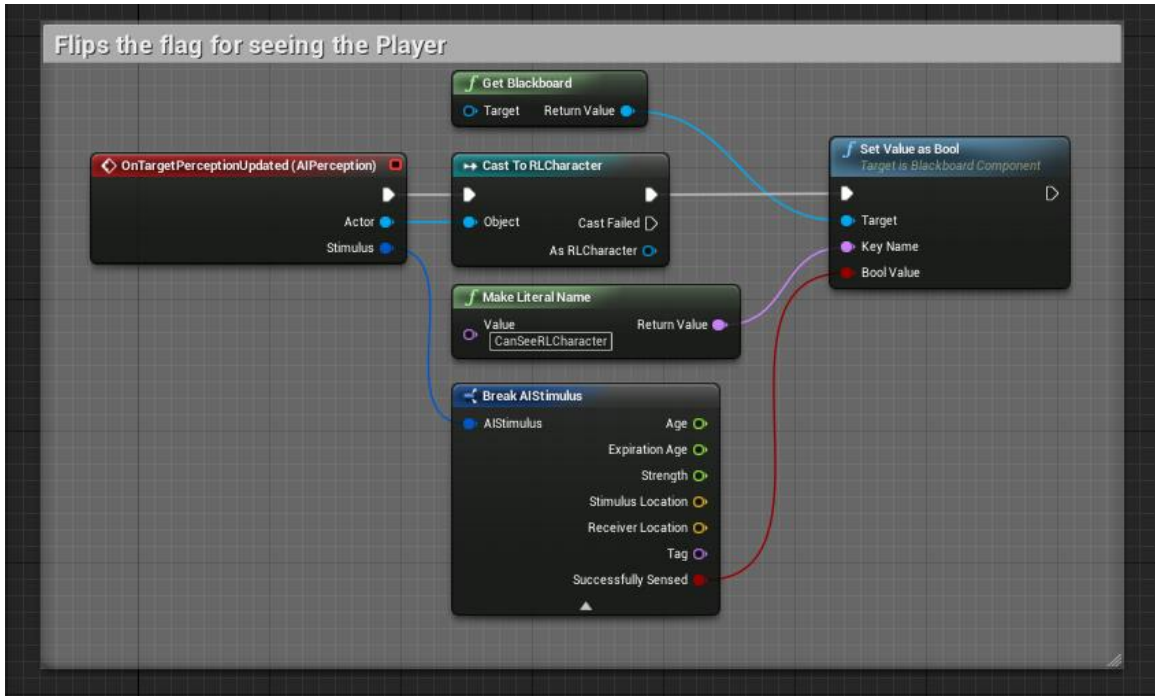 Flips the flag for seeing the Player
Get Blackboard
Target Return Value
OnTargetPerceptionUpdated (AIPerception)
Actor
Stimulus
Cast To RLCharacter
Object Cast Failed
As RLCharacter
Set Value as Bool
Target is Blackboard Component
Target
Key Name
Bool Value
Make Literal Name
Value Return Value
CanSeeRLCharacter
Break AIStimulus
AIStimulus Age
Expiration Age
Strength
Stimulus Location
Receiver Location
Tag
Successfully Sensed